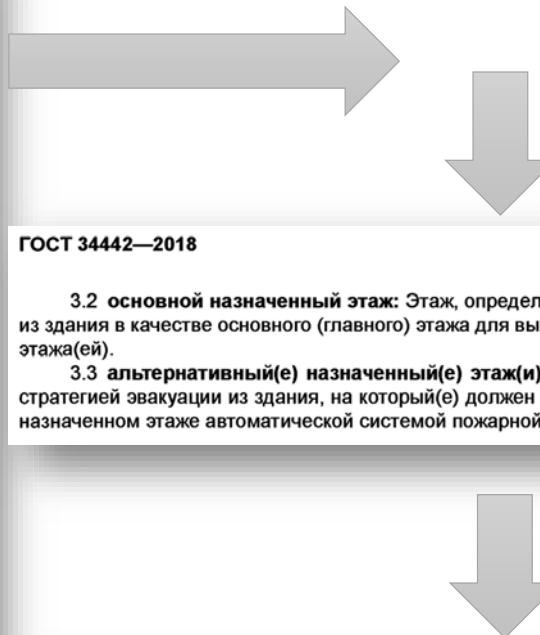 ГОСТ 34442—2018
3.2 основной назначенный этаж: Этаж, определ
из здания в качестве основного (главного) этажа для вы
этажа(ей).
3.3 альтернативный(е) назначенный(е) этаж(и)
стратегией эвакуации из здания, на который(е) должен
назначенном этаже автоматической системой пожарной